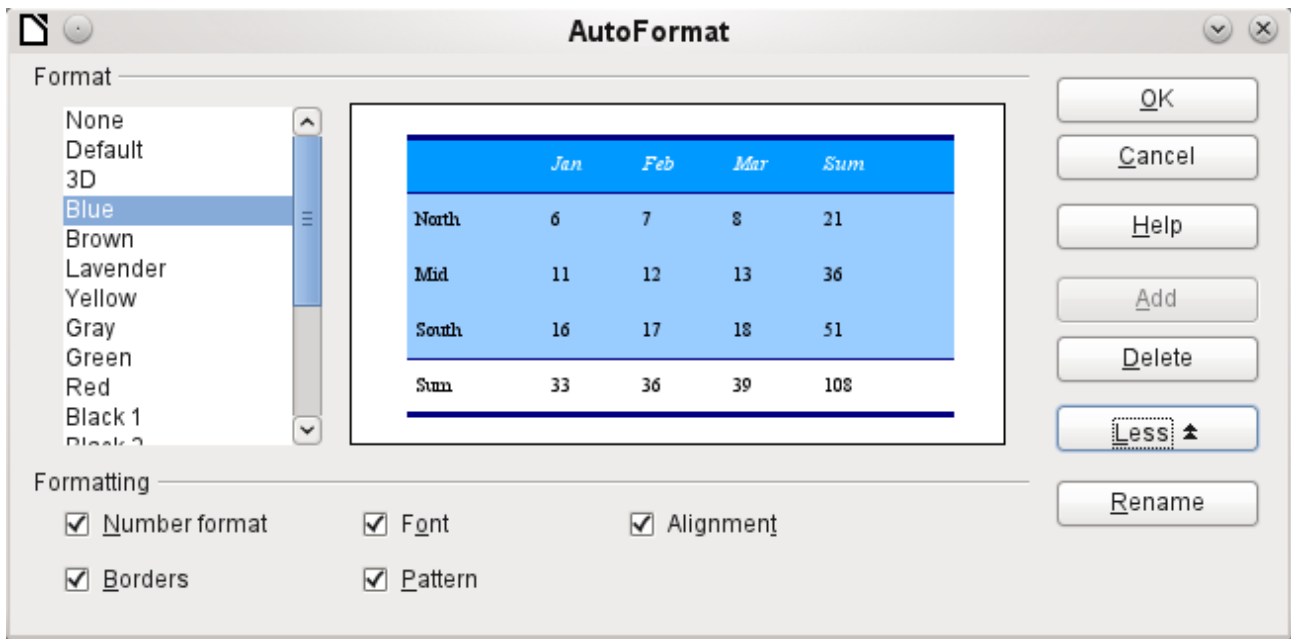 AutoFormat
Format
None
Default
3D
Blue
Brown
Lavender
Yellow
Gray
Green
Red
Black 1
Jan Feb Mar Sum
North 6 7 8 21
Mid 11 12 13 36
South 16 17 18 51
Sum 33 36 39 108
OK
Cancel
Help
Add
Delete
Less
Rename
Formatting
Number format Font Alignment
Borders Pattern